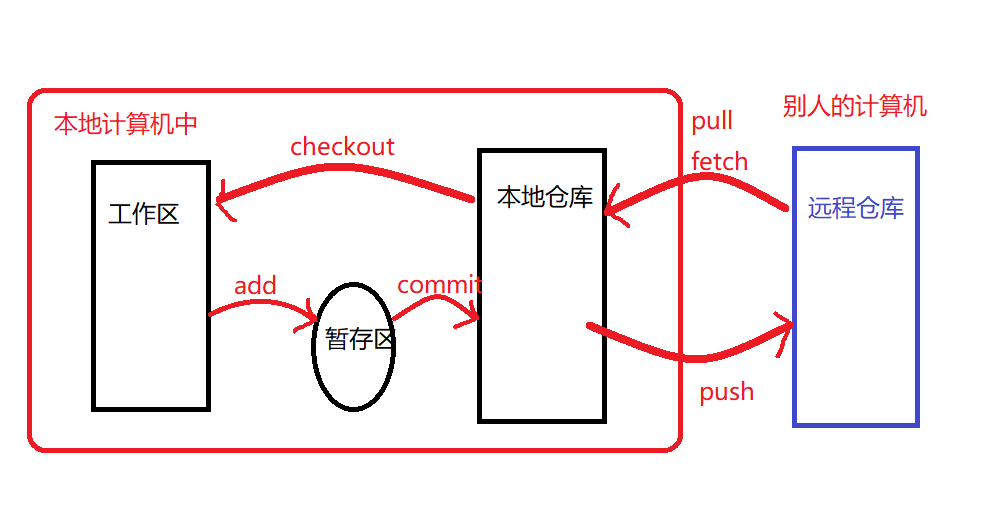 本地计算机中
checkout
pull
fetch
别人的计算机
工作区
本地仓库
远程仓库
add
commit
暂存区
push